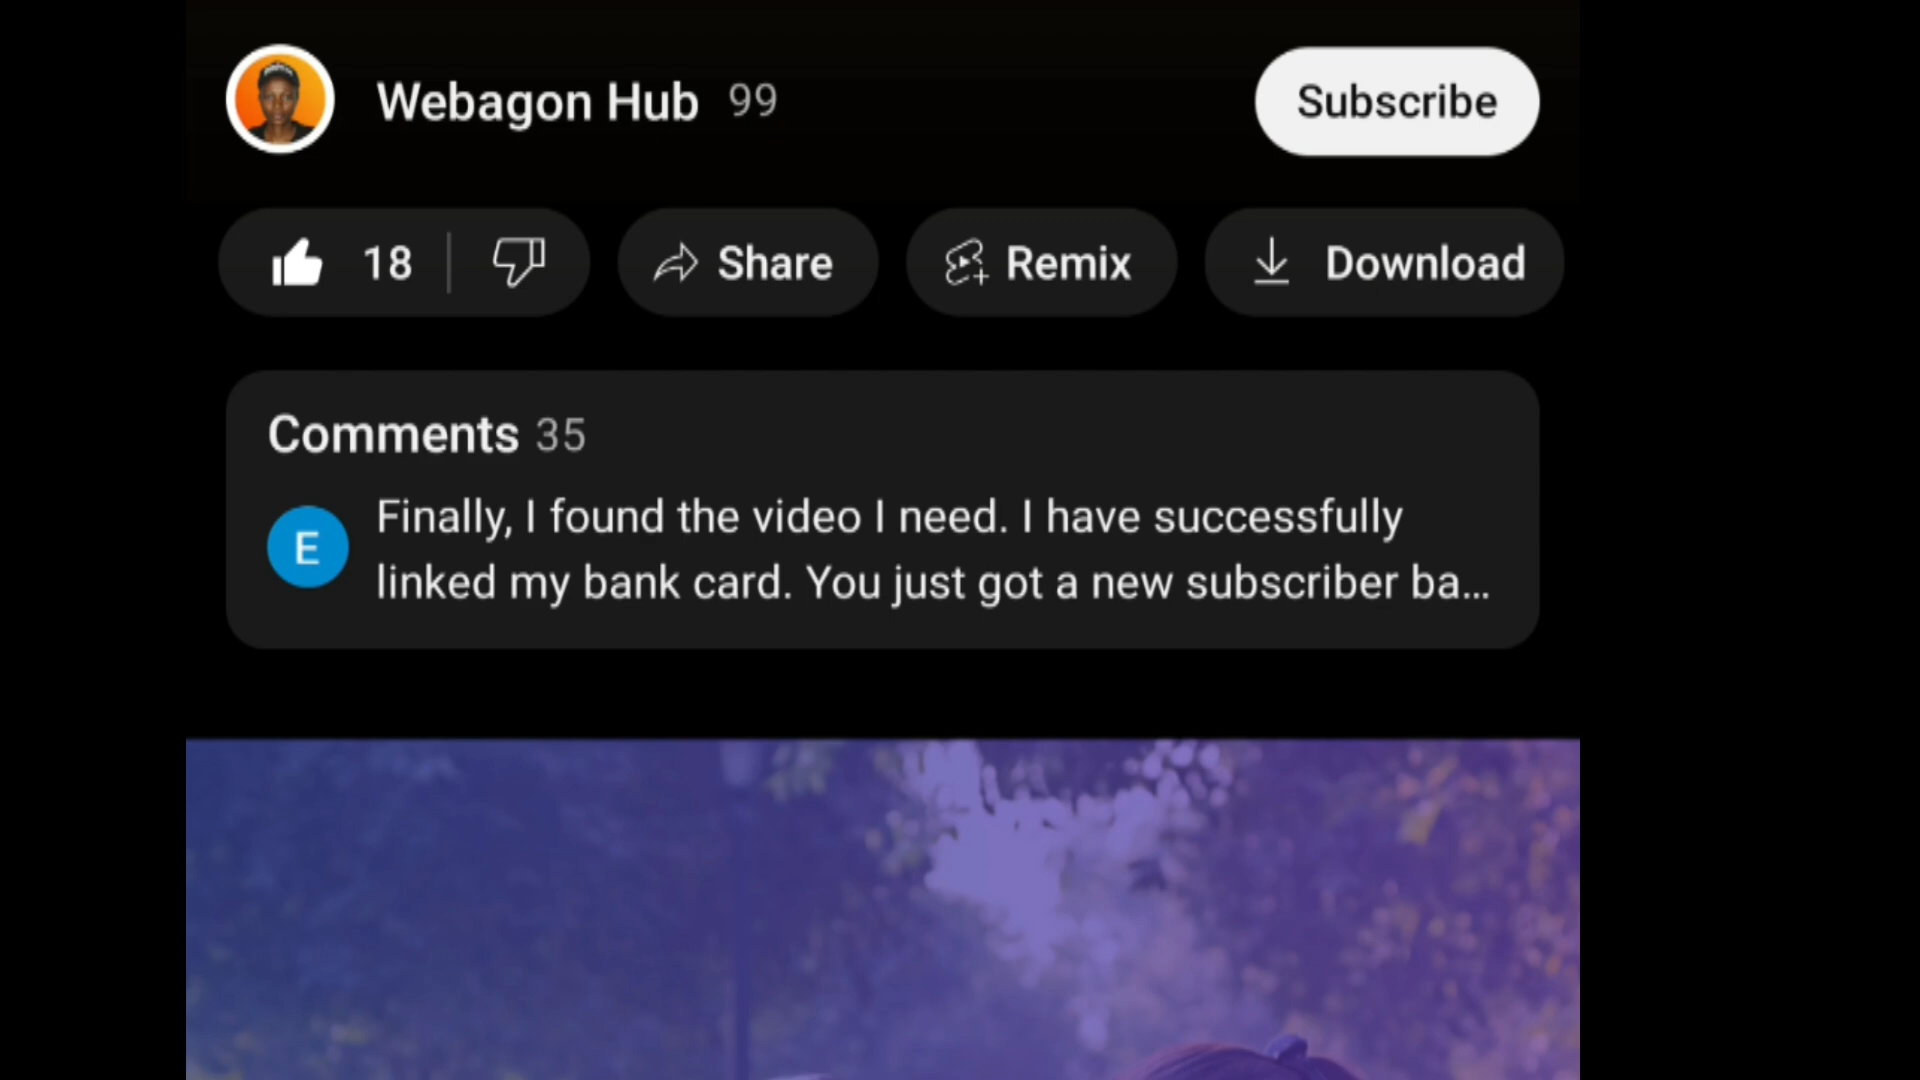 Webagon Hub 99
Subscribe
18
Share
Remix
Download
Comments 35
E
Finally, I found the video I need. I have successfully
linked my bank card. You just got a new subscriber ba...